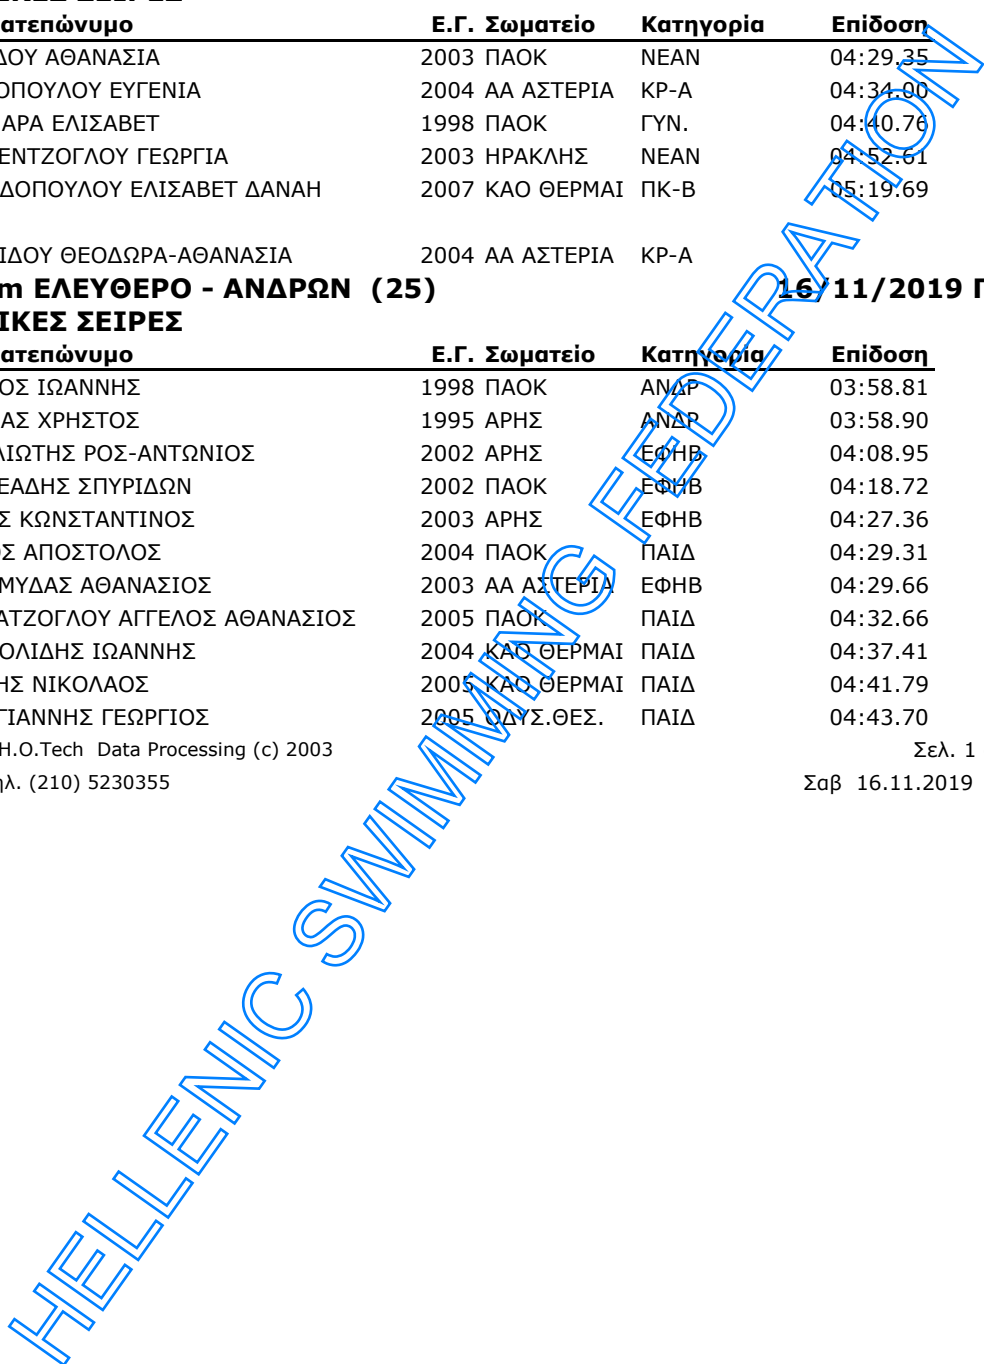 ατεπώνυμο Ε.Γ. Σωματείο Κατηγορία Επίδοση
ΔΟΥ ΑΘΑΝΑΣΙΑ 2003 ΠΑΟΚ ΝΕΑΝ 04:29.35
ΟΠΟΥΛΟΥ ΕΥΓΕΝΙΑ 2004 ΑΑ ΑΣΤΕΡΙΑ ΚΡ-Α 04:34.00
ΑΡΑ ΕΛΙΣΑΒΕΤ 1998 ΠΑΟΚ ΓΥΝ. 04:40.76
ΕΝΤΖΟΓΛΟΥ ΓΕΩΡΓΙΑ 2003 ΗΡΑΚΛΗΣ ΝΕΑΝ 04:52.61
ΔΟΠΟΥΛΟΥ ΕΛΙΣΑΒΕΤ ΔΑΝΑΗ 2007 ΚΑΟ ΘΕΡΜΑΙ ΠΚ-Β 05:19.69
ΙΔΟΥ ΘΕΟΔΩΡΑ-ΑΘΑΝΑΣΙΑ 2004 ΑΑ ΑΣΤΕΡΙΑ ΚΡ-Α
m ΕΛΕΥΘΕΡΟ - ΑΝΔΡΩΝ (25) 16/11/2019 Π
ΙΚΕΣ ΣΕΙΡΕΣ
ατεπώνυμο Ε.Γ. Σωματείο Κατηγορία Επίδοση
ΟΣ ΙΩΑΝΝΗΣ 1998 ΠΑΟΚ ΑΝΔΡ 03:58.81
ΑΣ ΧΡΗΣΤΟΣ 1995 ΑΡΗΣ ΑΝΔΡ 03:58.90
ΛΙΩΤΗΣ ΡΟΣ-ΑΝΤΩΝΙΟΣ 2002 ΑΡΗΣ ΕΦΗΒ 04:08.95
ΕΑΔΗΣ ΣΠΥΡΙΔΩΝ 2002 ΠΑΟΚ ΕΦΗΒ 04:18.72
Σ ΚΩΝΣΤΑΝΤΙΝΟΣ 2003 ΑΡΗΣ ΕΦΗΒ 04:27.36
ΟΣ ΑΠΟΣΤΟΛΟΣ 2004 ΠΑΟΚ ΠΑΙΔ 04:29.31
ΜΥΔΑΣ ΑΘΑΝΑΣΙΟΣ 2003 ΑΑ ΑΣΤΕΡΙΑ ΕΦΗΒ 04:29.66
ΑΤΖΟΓΛΟΥ ΑΓΓΕΛΟΣ ΑΘΑΝΑΣΙΟΣ 2005 ΠΑΟΚ ΠΑΙΔ 04:32.66
ΟΛΙΔΗΣ ΙΩΑΝΝΗΣ 2004 ΚΑΟ ΘΕΡΜΑΙ ΠΑΙΔ 04:37.41
ΗΣ ΝΙΚΟΛΑΟΣ 2005 ΚΑΟ ΘΕΡΜΑΙ ΠΑΙΔ 04:41.79
ΓΙΑΝΝΗΣ ΓΕΩΡΓΙΟΣ 2005 ΟΔΥΣ.ΘΕΣ. ΠΑΙΔ 04:43.70
H.O.Tech Data Processing (c) 2003 Σελ. 1
ηλ. (210) 5230355 Σαβ 16.11.2019
HELLENIC SWIMMING FEDERATION